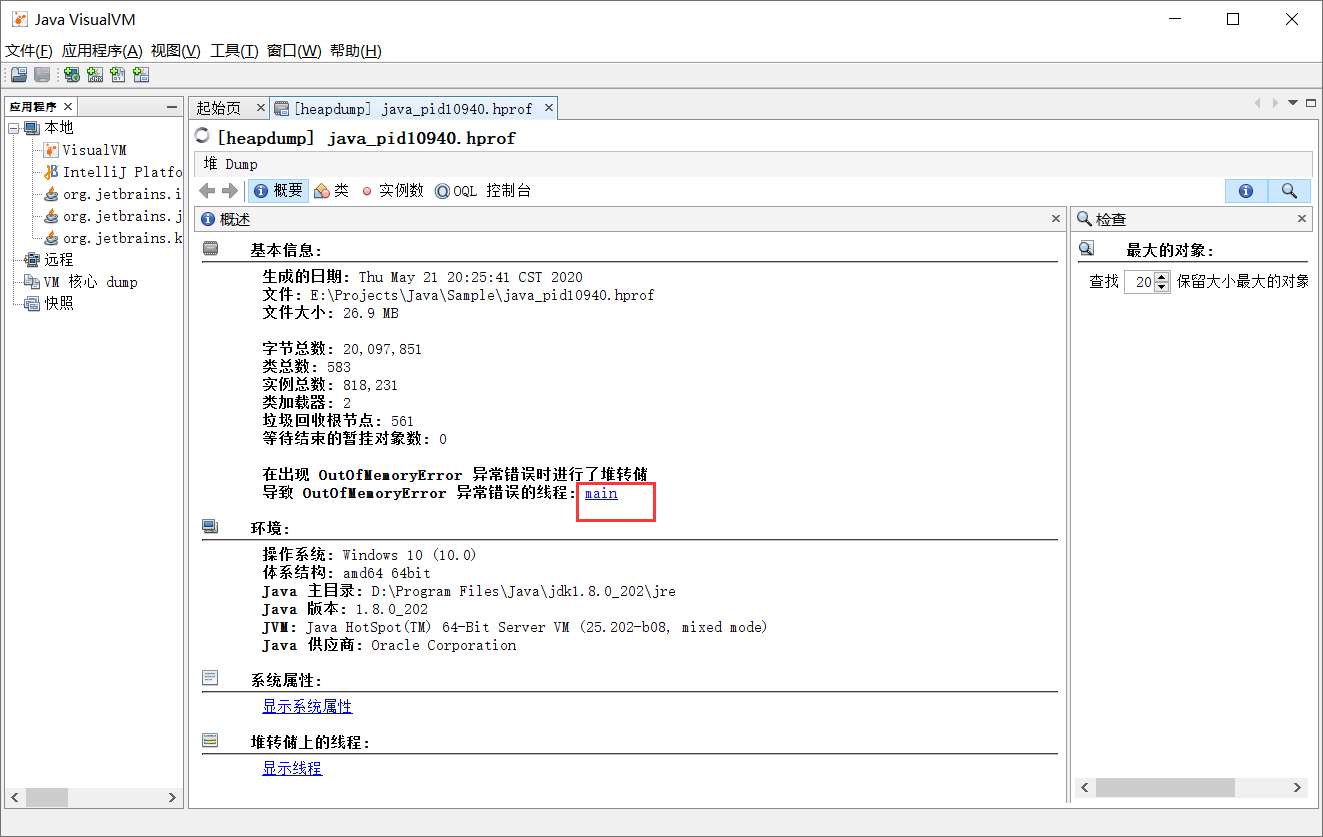 Java VisualVM
文件(F) 应用程序(A) 视图(V) 工具(T) 窗口(W) 帮助(H)
应用程序
起始页
[heapdump] java_pid10940.hprof
本地
VisualVM
IntelliJ Platfo
org.jetbrains.i
org.jetbrains.j
org.jetbrains.k
远程
VM 核心 dump
快照
[heapdump] java_pid10940.hprof
堆 Dump
概要 类 实例数 OQL 控制台
概述
基本信息:
生成的日期: Thu May 21 20:25:41 CST 2020
文件: E:\Projects\Java\Sample\java_pid10940.hprof
文件大小: 26.9 MB
字节总数: 20,097,851
类总数: 583
实例总数: 818,231
类加载器: 2
垃圾回收根节点: 561
等待结束的暂挂对象数: 0
在出现 OutOfMemoryError 异常错误时进行了堆转储
导致 OutOfMemoryError 异常错误的线程: main
环境:
操作系统: Windows 10 (10.0)
体系结构: amd64 64bit
Java 主目录: D:\Program Files\Java\jdk1.8.0_202\jre
Java 版本: 1.8.0_202
JVM: Java HotSpot(TM) 64-Bit Server VM (25.202-b08, mixed mode)
Java 供应商: Oracle Corporation
系统属性:
显示系统属性
堆转储上的线程:
显示线程
检查
最大的对象:
查找 20 保留大小最大的对象